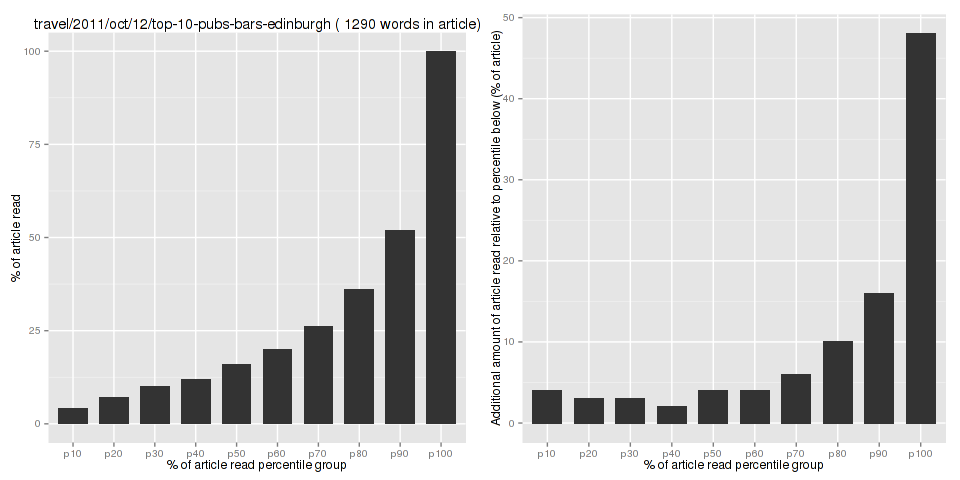 travel/2011/oct/12/top-10-pubs-bars-edinburgh ( 1290 words in article)
% of article read
100
75
50
25
0
p10 p20 p30 p40 p50 p60 p70 p80 p90 p100
% of article read percentile group
Additional amount of article read relative to percentile below (% of article)
50
40
30
20
10
0
p10 p20 p30 p40 p50 p60 p70 p80 p90 p100
% of article read percentile group